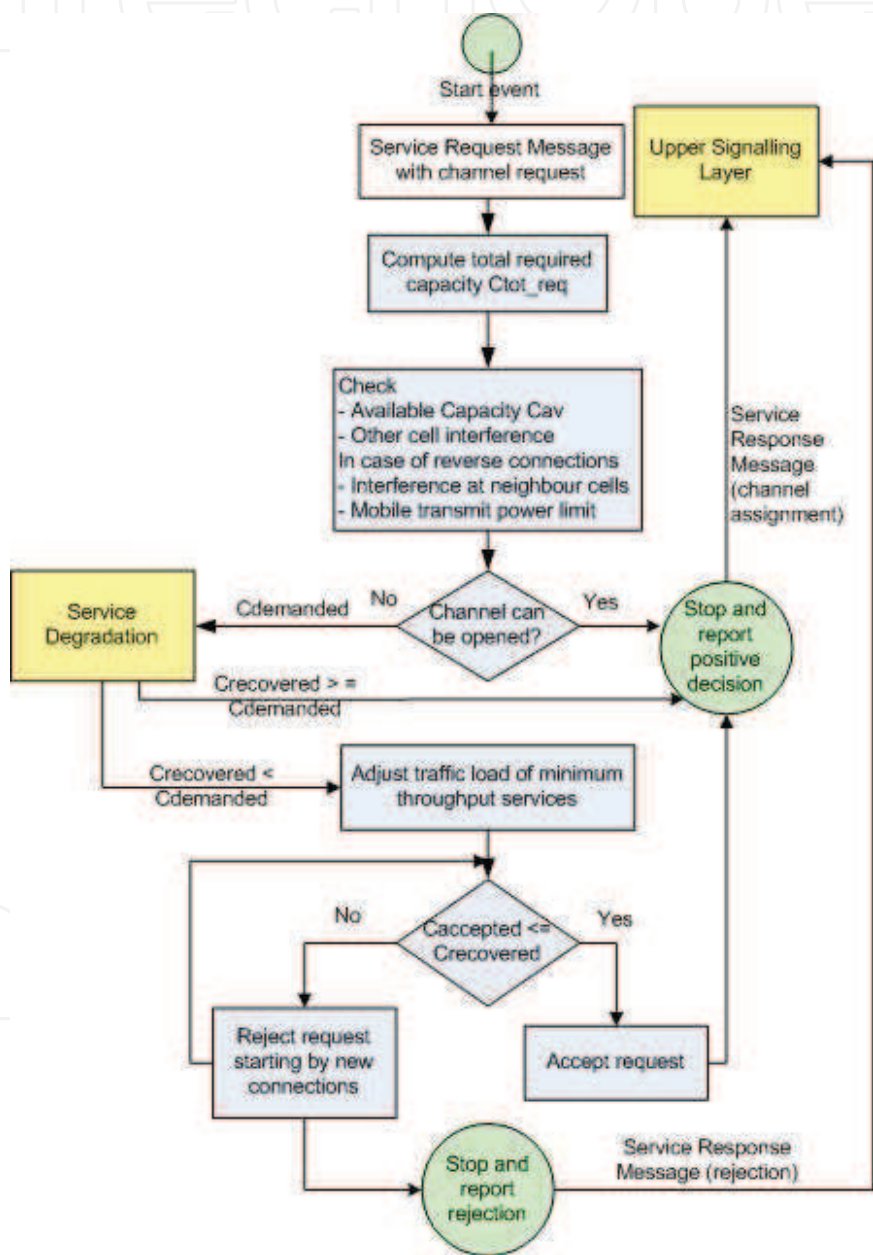 Start event
Service Request Message
with channel request
Upper Signalling
Layer
Compute total required
capacity Ctot_req
Check
- Available Capacity Cav
- Other cell interference
In case of reverse connections
- Interference at neighbour cells
- Mobile transmit power limit
Service
Response
Message
(channel
assignment)
Service
Degradation
Cdemanded
No
Channel can
be opened?
Yes
Stop and
report
positive
decision
Crecovered > =
Cdemanded
Crecovered <
Cdemanded
Adjust traffic load of minimum
throughput services
No
Caccepted <=
Crecovered
Yes
Reject request
starting by new
connections
Accept request
Stop and
report
rejection
Service Response
Message (rejection)